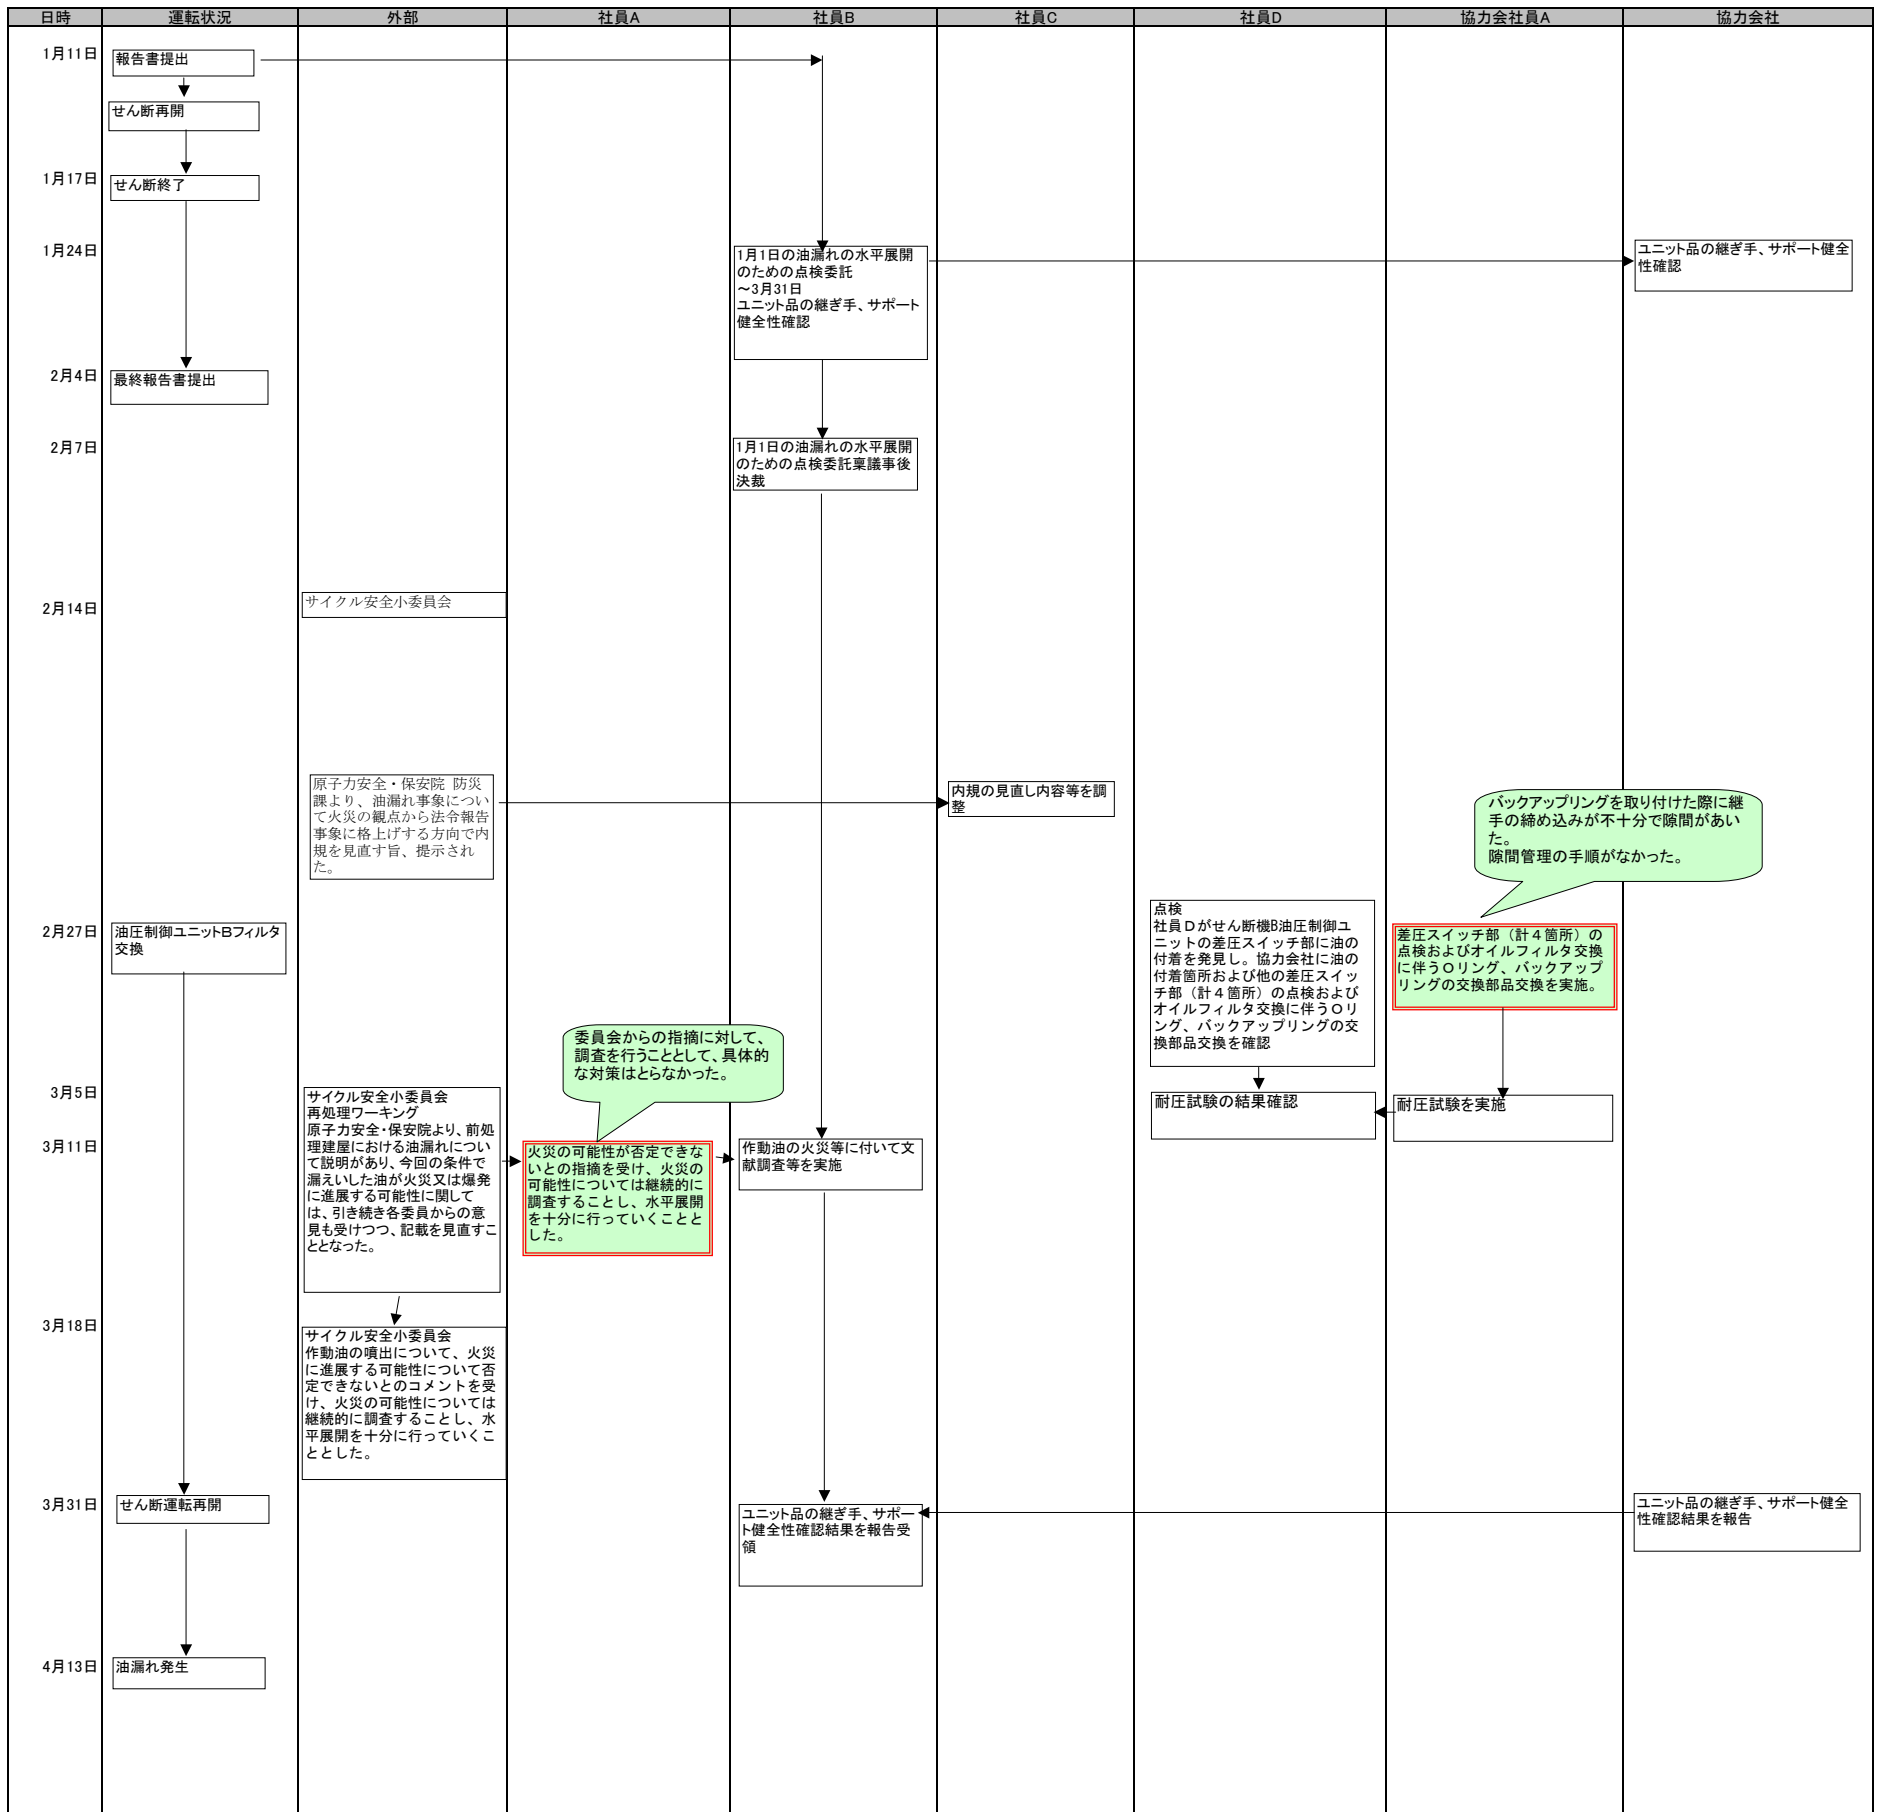 日時 運転状況 外部 社員A 社員B 社員C 社員D 協力会社員A 協力会社
1月11日
報告書提出
せん断再開
1月17日
せん断終了
1月24日
1月1日の油漏れの水平展開
のための点検委託
～3月31日
ユニット品の継ぎ手、サポート
健全性確認
ユニット品の継ぎ手、サポート健全
性確認
2月4日
最終報告書提出
2月7日
1月1日の油漏れの水平展開
のための点検委託稟議事後
決裁
2月14日
サイクル安全小委員会
原子力安全・保安院 防災
課より、油漏れ事象につい
て火災の観点から法令報告
事象に格上げする方向で内
規を見直す旨、提示され
た。
内規の見直し内容等を調
整
バックアップリングを取り付けた際に継
手の締め込みが不十分で隙間があい
た。
隙間管理の手順がなかった。
2月27日
油圧制御ユニットBフィルタ
交換
点検
社員Ｄがせん断機B油圧制御ユ
ニットの差圧スイッチ部に油の
付着を発見し。協力会社に油の
付着箇所および他の差圧スイッ
チ部（計４箇所）の点検および
オイルフィルタ交換に伴うＯリ
ング、バックアップリングの交
換部品交換を確認
差圧スイッチ部（計４箇所）の
点検およびオイルフィルタ交換
に伴うＯリング、バックアップ
リングの交換部品交換を実施。
委員会からの指摘に対して、
調査を行うこととして、具体的
な対策はとらなかった。
3月5日
サイクル安全小委員会
再処理ワーキング
原子力安全・保安院より、前処
理建屋における油漏れについ
て説明があり、今回の条件で
漏えいした油が火災又は爆発
に進展する可能性に関して
は、引き続き各委員からの意
見も受けつつ、記載を見直すこ
ととなった。
耐圧試験の結果確認
耐圧試験を実施
3月11日
火災の可能性が否定できな
いとの指摘を受け、火災の
可能性については継続的に
調査することし、水平展開
を十分に行っていくことと
した。
作動油の火災等に付いて文
献調査等を実施
3月18日
サイクル安全小委員会
作動油の噴出について、火災
に進展する可能性について否
定できないとのコメントを受
け、火災の可能性については
継続的に調査することし、水
平展開を十分に行っていくこ
ととした。
3月31日
せん断運転再開
ユニット品の継ぎ手、サポー
ト健全性確認結果を報告受
領
ユニット品の継ぎ手、サポート健全
性確認結果を報告
4月13日
油漏れ発生